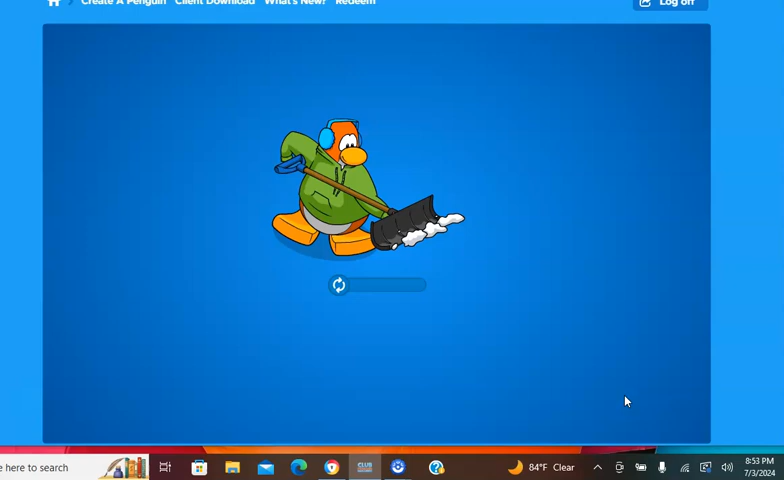 Create A Penguin Client Download What's New? Redeem Log off
e here to search
CLUB
84°F Clear
8:53 PM
7/3/2024